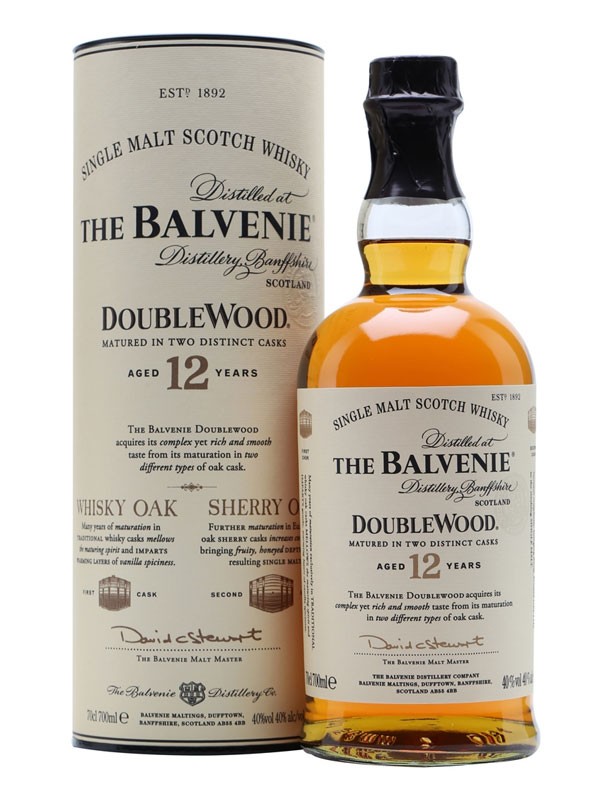 ESTD 1892
SINGLE MALT SCOTCH WHISKY
Distilled at
THE BALVENIE®
Distillery, Banffshire
SCOTLAND
DOUBLEWOOD®
MATURED IN TWO DISTINCT CASKS
AGED 12 YEARS
THE BALVENIE DOUBLEWOOD
acquires its complex yet rich and smooth
taste from its maturation in two
different types of oak cask.
WHISKY OAK
Many years of maturation in
TRADITIONAL whisky casks mellows
the maturing spirit and IMPARTS
LAYERS of vanilla spiciness.
FIRST CASK
SHERRY
FURTHER maturation in
oak SHERRY casks increases
bringing fruity, honeyed
resulting SINGLE
SECOND
David C Stewart
THE BALVENIE MALT MASTER
The Balvenie Distillery Co.
70cl 700ml e
BALVENIE MALTINGS, DUFFTOWN,
BANFFSHIRE, SCOTLAND AB55 4BB
40%vol 40% alc/vol
ESTD 1892
SINGLE MALT SCOTCH WHISKY
Distilled at
THE BALVENIE®
Distillery, Banffshire
SCOTLAND
DOUBLEWOOD®
MATURED IN TWO DISTINCT CASKS
AGED 12 YEARS
THE BALVENIE DOUBLEWOOD acquires its
complex yet rich and smooth taste from its maturation
in two different types of oak cask.
David C Stewart
THE BALVENIE MALT MASTER
70cl 700ml e
THE BALVENIE DISTILLERY COMPANY
BALVENIE MALTINGS, DUFFTOWN, BANFFSHIRE,
SCOTLAND AB55 4BB
40%vol 40%
FIRST
CASK